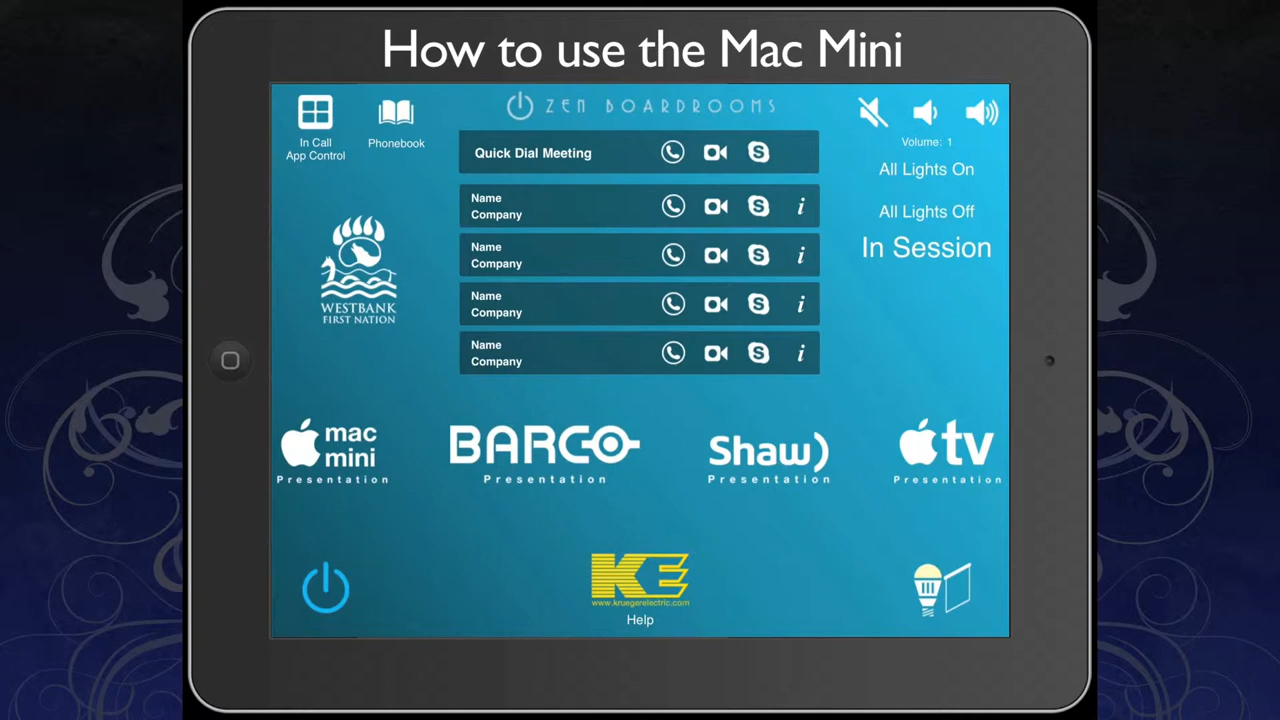 How to use the Mac Mini
In Call
App Control
Phonebook
ZEN BOARDROOMS
Volume: 1
All Lights On
All Lights Off
In Session
Quick Dial Meeting
S
Name
Company
S
i
Name
Company
S
i
Name
Company
S
i
Name
Company
S
i
WESTBANK
FIRST NATION
mac
mini
Presentation
BARCO
Presentation
Shaw)
Presentation
tv
Presentation
KE
www.kruegerelectric.com
Help